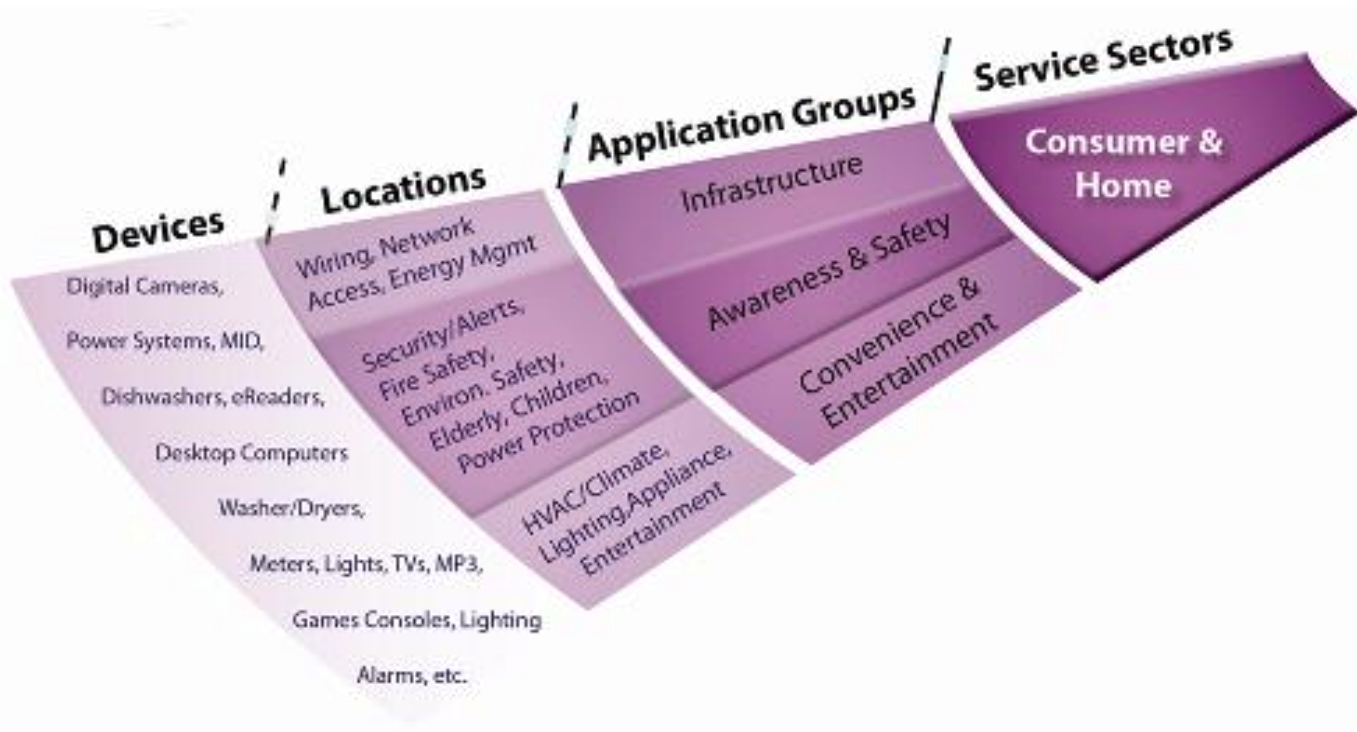 Service Sectors
Application Groups
Locations
Devices
Consumer &
Home
Infrastructure
Awareness & Safety
Convenience &
Entertainment
Wiring, Network
Access, Energy Mgmt
Security/Alerts,
Fire Safety,
Environ. Safety,
Elderly, Children,
Power Protection
HVAC/Climate,
Lighting,Appliance,
Entertainment
Digital Cameras,
Power Systems, MID,
Dishwashers, eReaders,
Desktop Computers
Washer/Dryers,
Meters, Lights, TVs, MP3,
Games Consoles, Lighting
Alarms, etc.